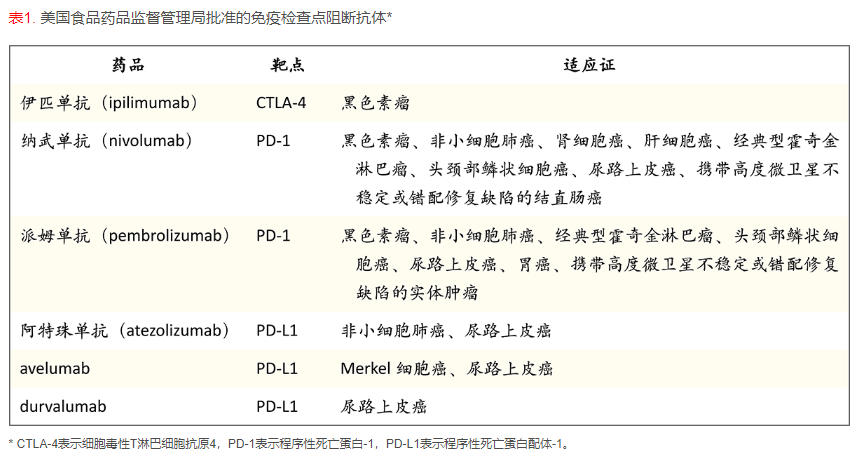 表1. 美国食品药品监督管理局批准的免疫检查点阻断抗体*
药品 靶点 适应证
伊匹单抗（ipilimumab） CTLA-4 黑色素瘤
纳武单抗（nivolumab） PD-1 黑色素瘤、非小细胞肺癌、肾细胞癌、肝细胞癌、经典型霍奇金
淋巴瘤、头颈部鳞状细胞癌、尿路上皮癌、携带高度微卫星不
稳定或错配修复缺陷的结直肠癌
派姆单抗（pembrolizumab） PD-1 黑色素瘤、非小细胞肺癌、经典型霍奇金淋巴瘤、头颈部鳞状细
胞癌、尿路上皮癌、胃癌、携带高度微卫星不稳定或错配修复
缺陷的实体肿瘤
阿特珠单抗（atezolizumab） PD-L1 非小细胞肺癌、尿路上皮癌
avelumab PD-L1 Merkel 细胞癌、尿路上皮癌
durvalumab PD-L1 尿路上皮癌
* CTLA-4表示细胞毒性T淋巴细胞抗原4，PD-1表示程序性死亡蛋白-1，PD-L1表示程序性死亡蛋白配体-1。